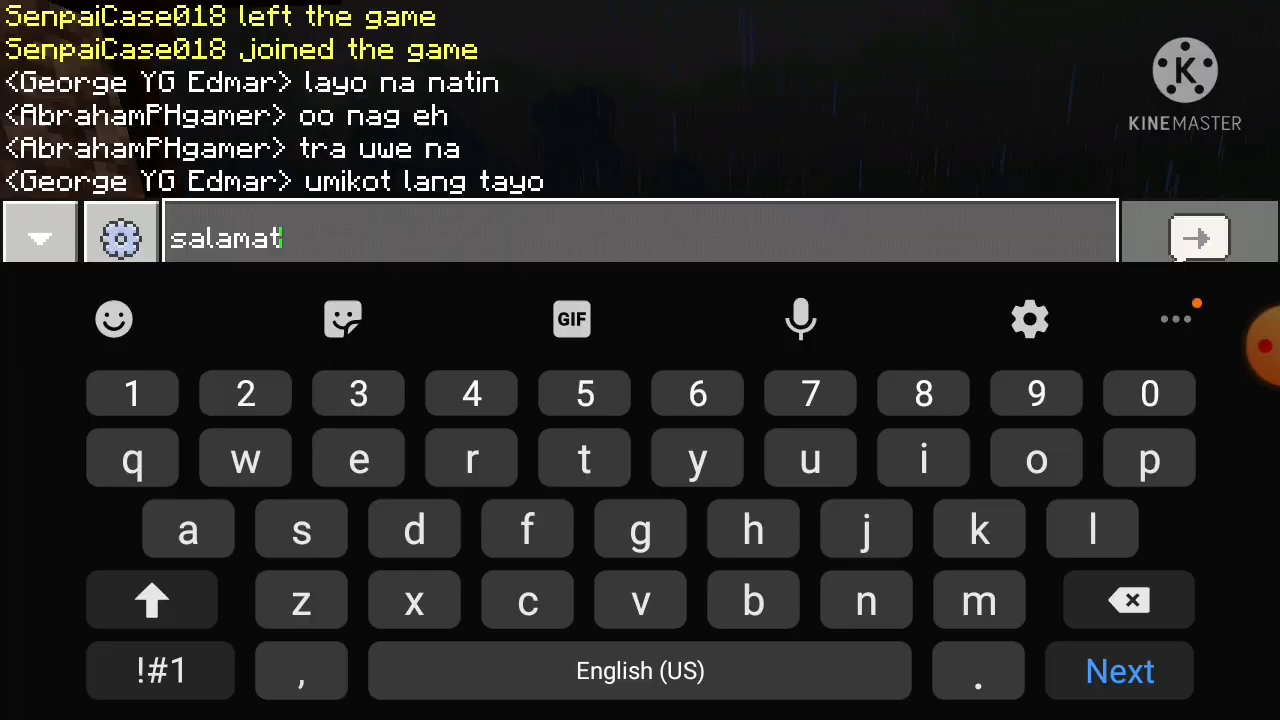 SenpaiCase018 left the game
SenpaiCase018 joined the game
<George YG Edmar> layo na natin
<AbrahamPHgamer> oo nag eh
<AbrahamPHgamer> tra uwe na
<George YG Edmar> umikot lang tayo
K
KINEMASTER
salamat
GIF
1 2 3 4 5 6 7 8 9 0
q w e r t y u i o p
a s d f g h j k l
z x c v b n m
!#1 , English (US) . Next